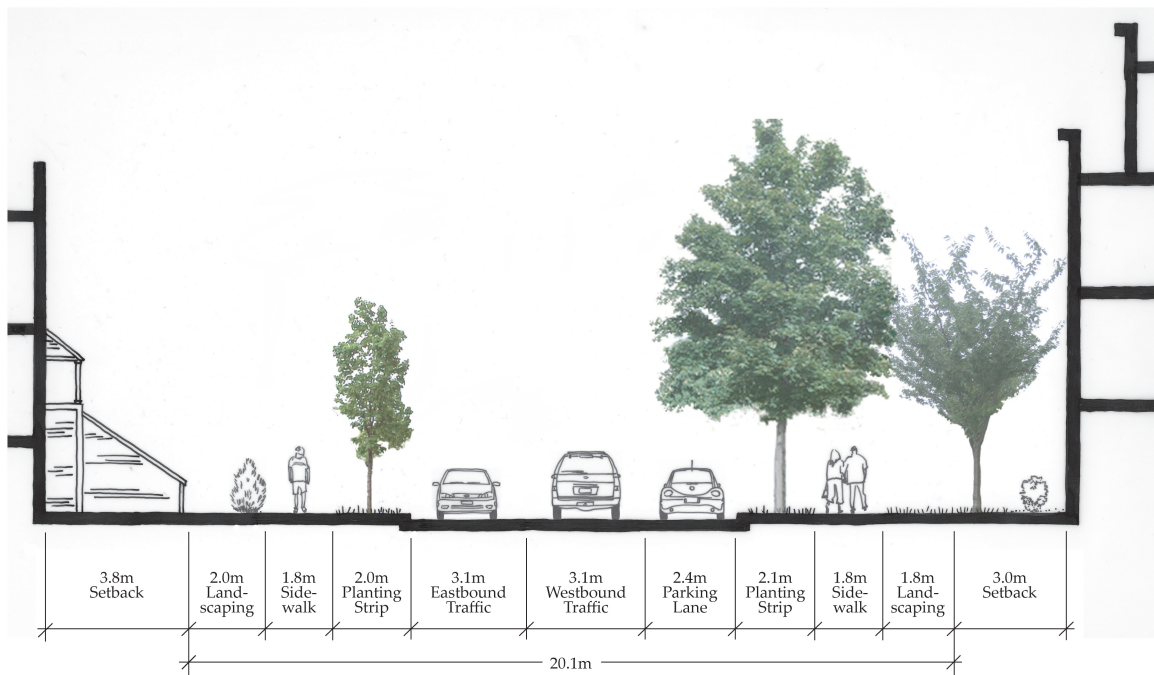 3.8m
Setback
2.0m
Land-
scaping
1.8m
Side-
walk
2.0m
Planting
Strip
3.1m
Eastbound
Traffic
3.1m
Westbound
Traffic
2.4m
Parking
Lane
2.1m
Planting
Strip
1.8m
Side-
walk
1.8m
Land-
scaping
3.0m
Setback
20.1m